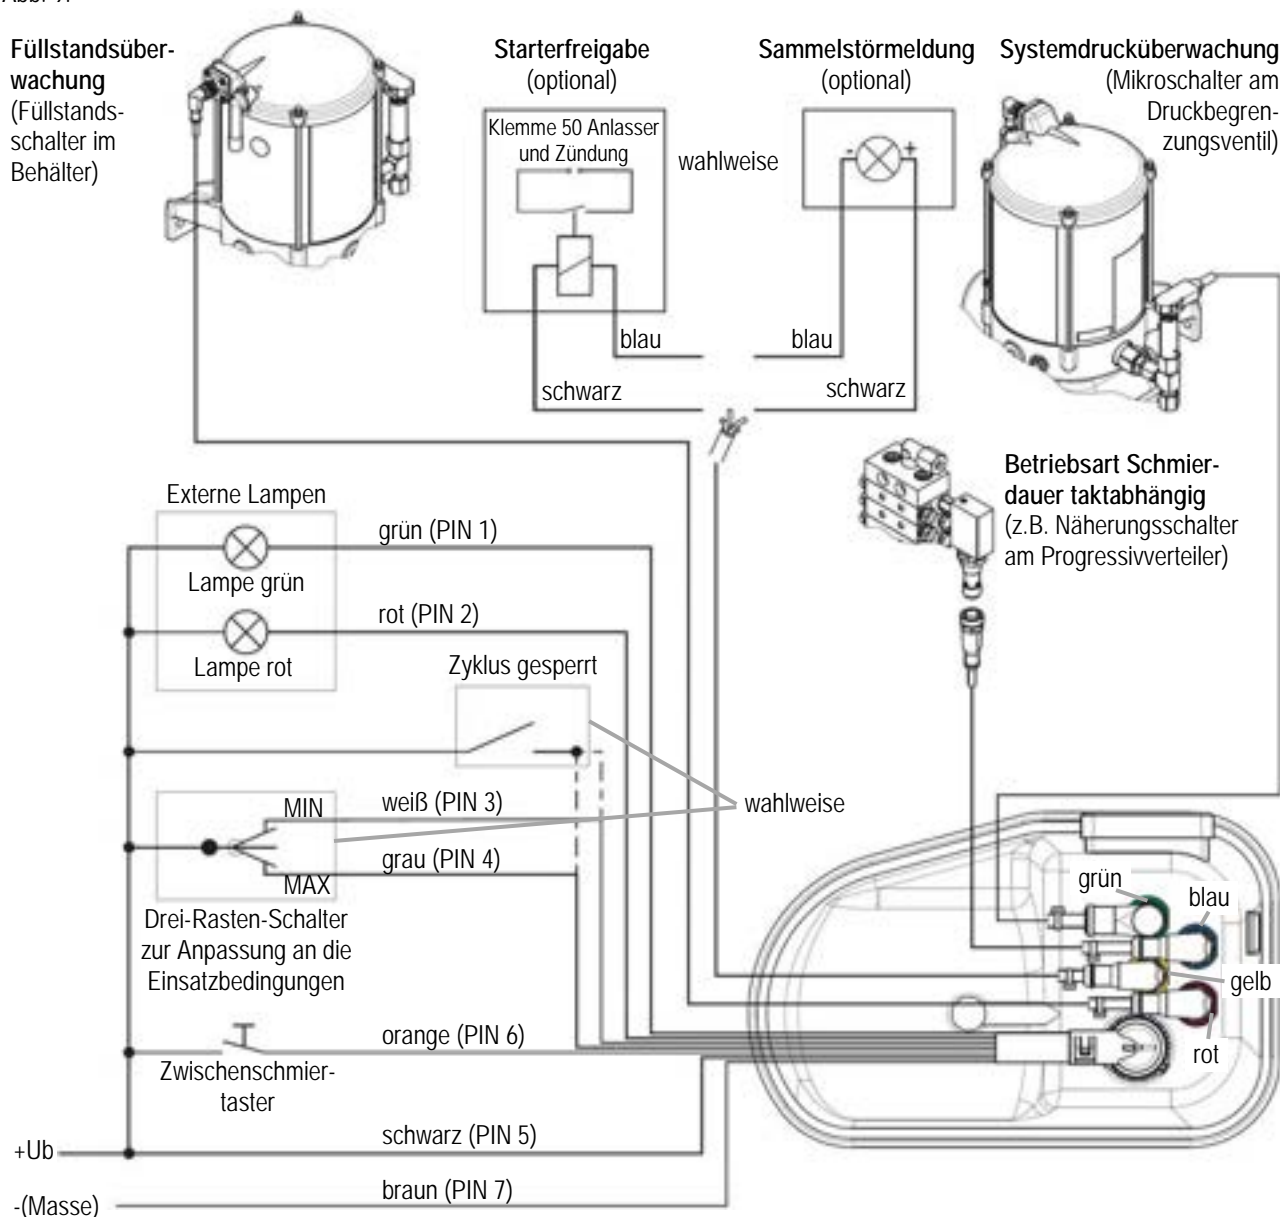 Füllstandsüber-
wachung
(Füllstands-
schalter im
Behälter)
Starterfreigabe
(optional)
Klemme 50 Anlasser
und Zündung
wahlweise
Sammelstörmeldung
(optional)
- +
Systemdrucküberwachung
(Mikroschalter am
Druckbegren-
zungsventil)
blau
blau
schwarz
schwarz
Betriebsart Schmier-
dauer taktabhängig
(z.B. Näherungsschalter
am Progressivverteiler)
Externe Lampen
grün (PIN 1)
Lampe grün
rot (PIN 2)
Lampe rot
Zyklus gesperrt
MIN
weiß (PIN 3)
wahlweise
grau (PIN 4)
MAX
Drei-Rasten-Schalter
zur Anpassung an die
Einsatzbedingungen
grün
blau
gelb
rot
orange (PIN 6)
Zwischenschmier-
taster
schwarz (PIN 5)
+Ub
braun (PIN 7)
-(Masse)